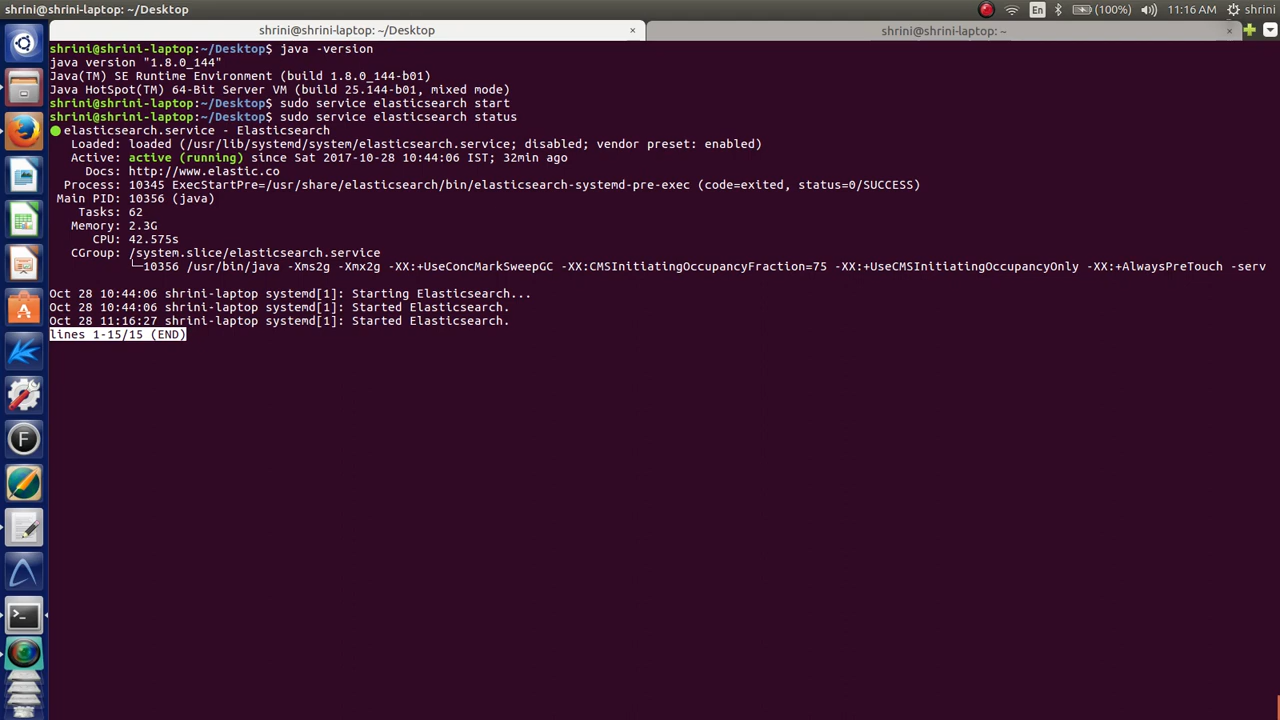 shrini@shrini-laptop: ~/Desktop
En
(100%)
11:16 AM
shrini
shrini@shrini-laptop: ~/Desktop
×
shrini@shrini-laptop: ~
×
shrini@shrini-laptop:~/Desktop$ java -version
java version "1.8.0_144"
Java(TM) SE Runtime Environment (build 1.8.0_144-b01)
Java HotSpot(TM) 64-Bit Server VM (build 25.144-b01, mixed mode)
shrini@shrini-laptop:~/Desktop$ sudo service elasticsearch start
shrini@shrini-laptop:~/Desktop$ sudo service elasticsearch status
● elasticsearch.service - Elasticsearch
Loaded: loaded (/usr/lib/systemd/system/elasticsearch.service; disabled; vendor preset: enabled)
Active: active (running) since Sat 2017-10-28 10:44:06 IST; 32min ago
Docs: http://www.elastic.co
Process: 10345 ExecStartPre=/usr/share/elasticsearch/bin/elasticsearch-systemd-pre-exec (code=exited, status=0/SUCCESS)
Main PID: 10356 (java)
Tasks: 62
Memory: 2.3G
CPU: 42.575s
CGroup: /system.slice/elasticsearch.service
└─10356 /usr/bin/java -Xms2g -Xmx2g -XX:+UseConcMarkSweepGC -XX:CMSInitiatingOccupancyFraction=75 -XX:+UseCMSInitiatingOccupancyOnly -XX:+AlwaysPreTouch -serv
Oct 28 10:44:06 shrini-laptop systemd[1]: Starting Elasticsearch...
Oct 28 10:44:06 shrini-laptop systemd[1]: Started Elasticsearch.
Oct 28 11:16:27 shrini-laptop systemd[1]: Started Elasticsearch.
lines 1-15/15 (END)